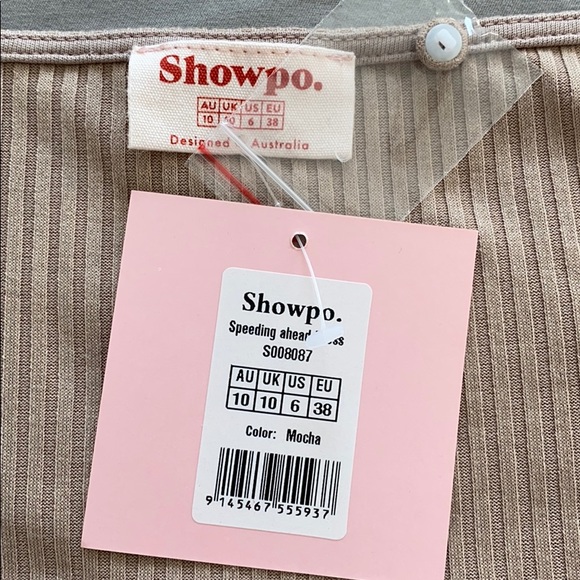 Showpo.
AU UK US EU
10 10 6 38
Designed Australia
Showpo.
Speeding ahead
S008087
AU UK US EU
10 10 6 38
Color: Mocha
9 145467 555937